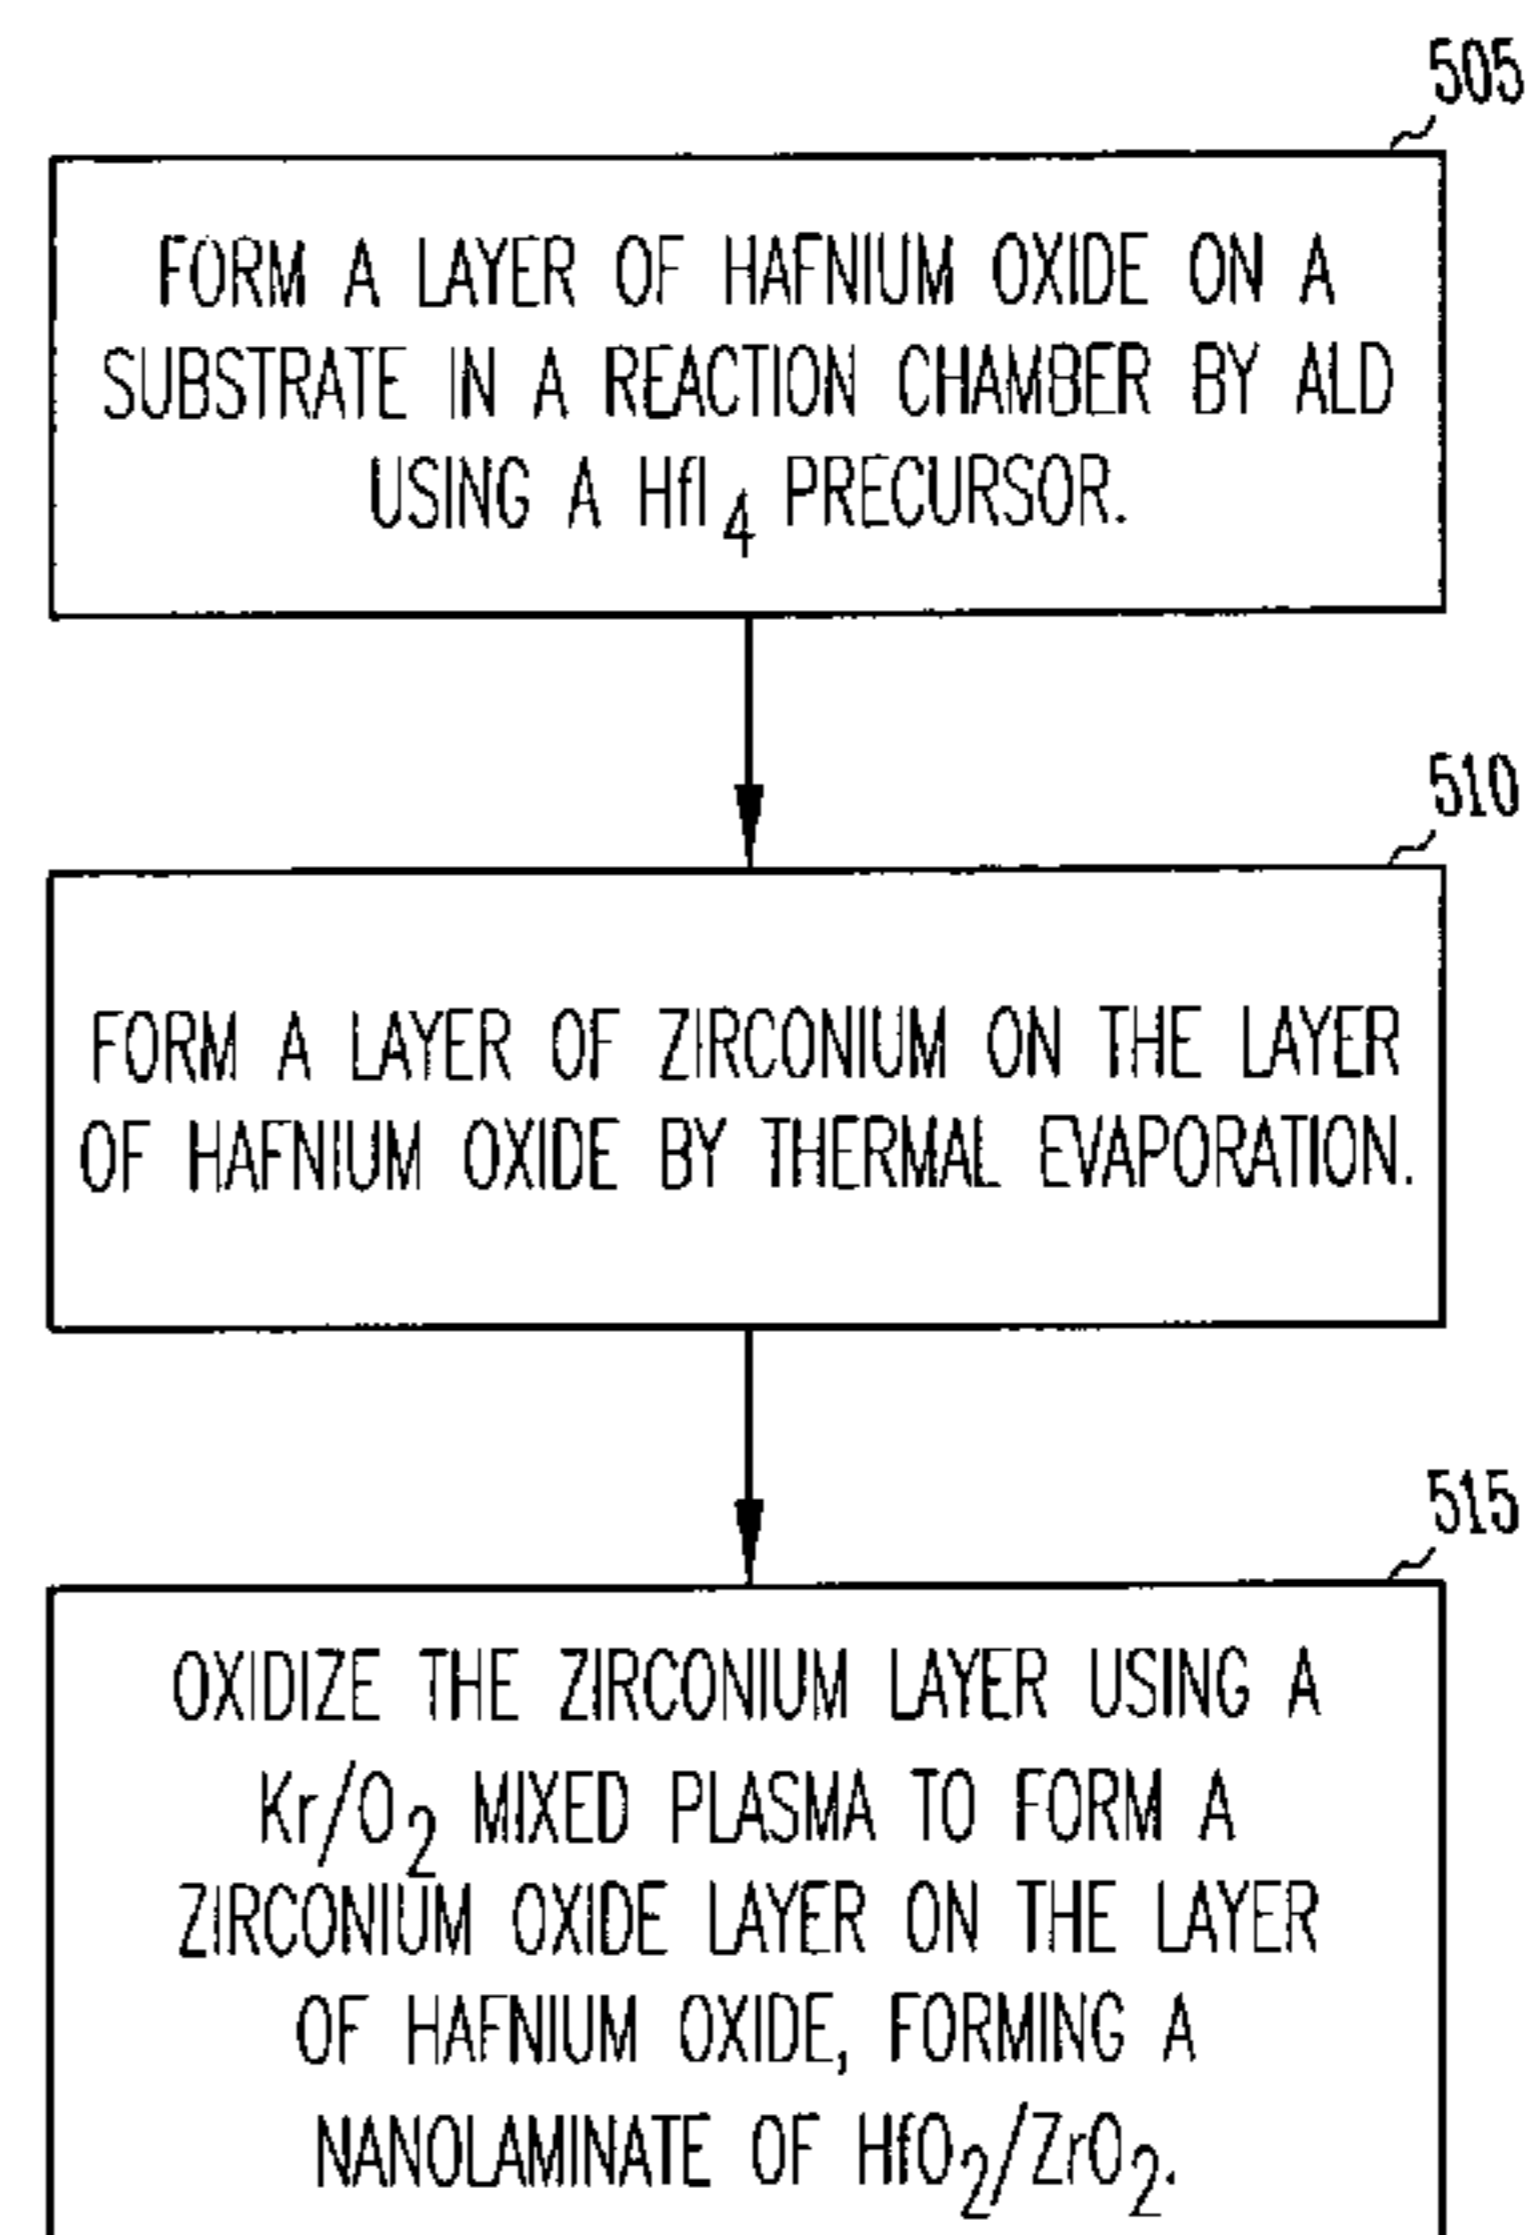 505
FORM A LAYER OF HAFNIUM OXIDE ON A
SUBSTRATE IN A REACTION CHAMBER BY ALD
USING A HfI4 PRECURSOR.
510
FORM A LAYER OF ZIRCONIUM ON THE LAYER
OF HAFNIUM OXIDE BY THERMAL EVAPORATION.
515
OXIDIZE THE ZIRCONIUM LAYER USING A
Kr/O2 MIXED PLASMA TO FORM A
ZIRCONIUM OXIDE LAYER ON THE LAYER
OF HAFNIUM OXIDE, FORMING A
NANOLAMINATE OF HfO2/ZrO2.